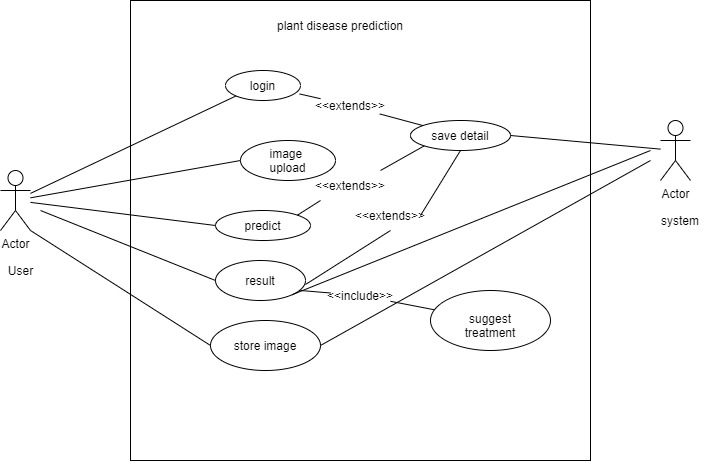 plant disease prediction
login
<<extends>>
save detail
image
upload
<<extends>>
predict
<<extends>>
Actor
User
Actor
system
result
<<include>>
suggest
treatment
store image